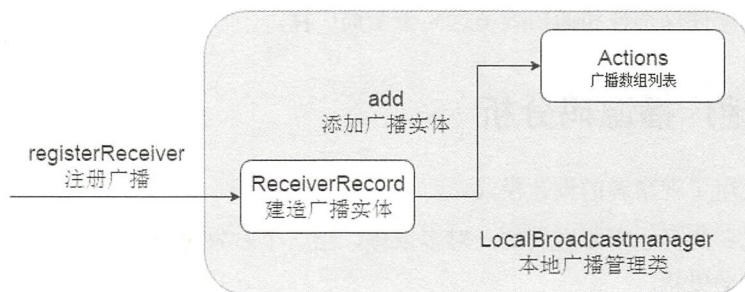 Actions
广播数组列表
add
添加广播实体
registerReceiver
注册广播
ReceiverRecord
建造广播实体
LocalBroadcastmanager
本地广播管理类